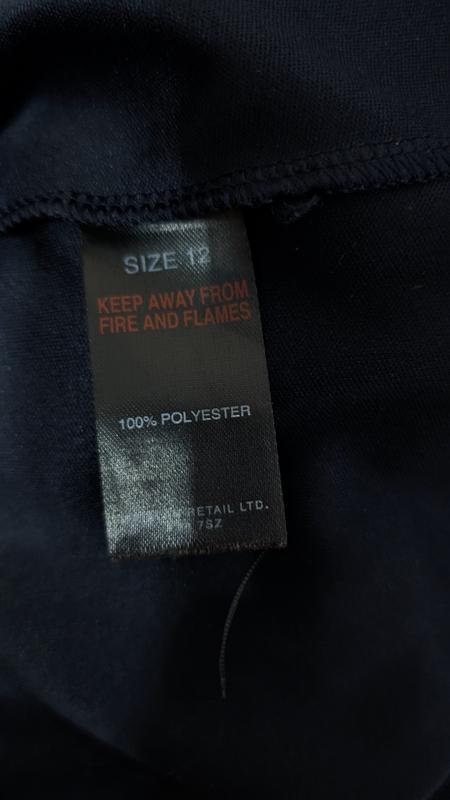 SIZE 12
KEEP AWAY FROM
FIRE AND FLAMES
100% POLYESTER
RETAIL LTD.
7SZ